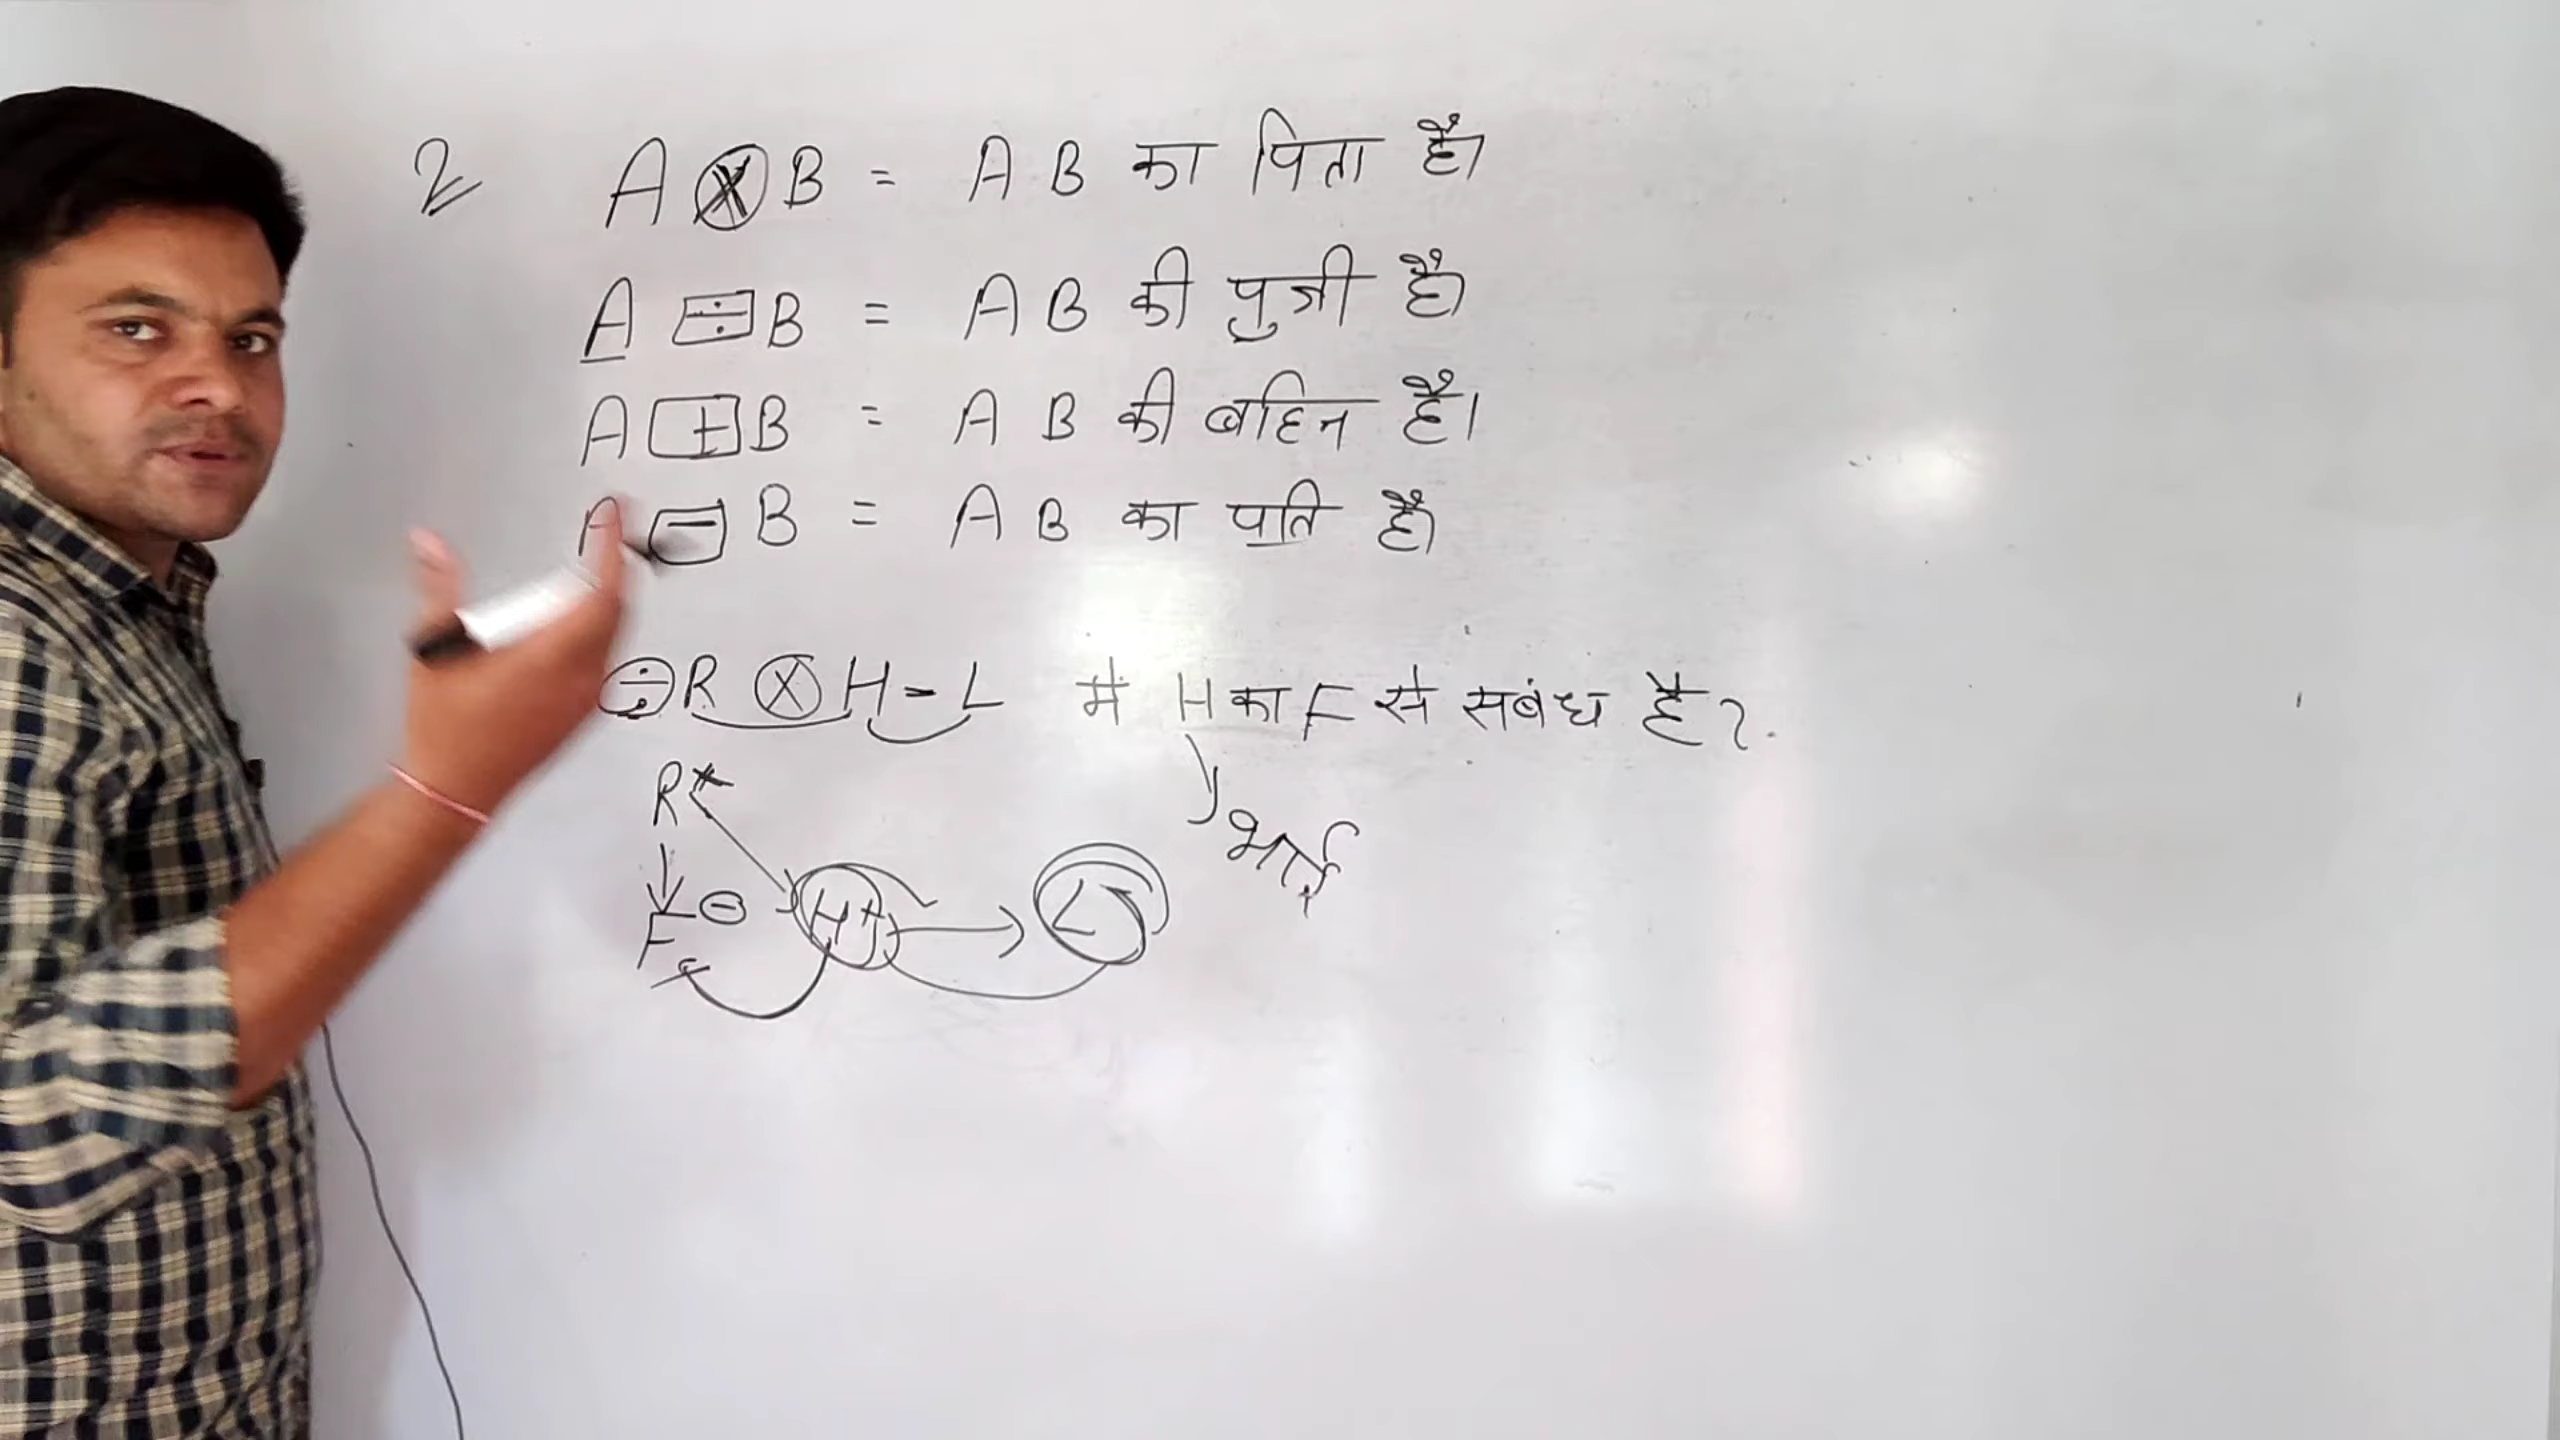 2 A × B = A B का पिता है।
A ÷ B = A B की पुत्री है।
A + B = A B की बहिन है।
A - B = A B का पति है।
÷ R × H - L में H का F से सबंध है?
R
भाई
F - H + L